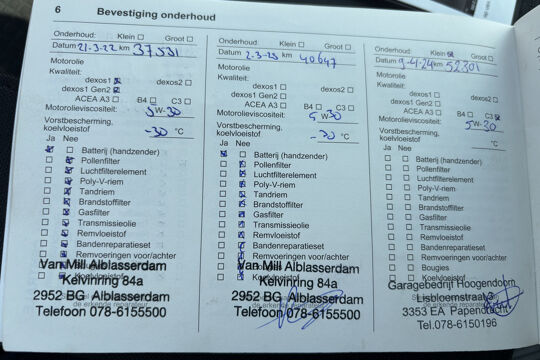 6 Bevestiging onderhoud
Onderhoud: Klein Groot
Datum 21-3-22 km 37531
Motorolie
Kwaliteit:
dexos1 dexos2
dexos1 Gen2
ACEA A3 B4 C3
Motorolieviscositeit: 5W-30
Vorstbescherming,
koelvloeistof -30 °C
Ja Nee
Batterij (handzender)
Pollenfilter
Luchtfilterelement
Poly-V-riem
Tandriem
Brandstoffilter
Gasfilter
Transmissieolie
Remvloeistof
Bandenreparatieset
Remvoeringen voor/achter
Van Mill Alblasserdam
Kelvinring 84a
2952 BG Alblasserdam
Telefoon 078-6155500
Onderhoud: Klein Groot
Datum 2-3-23 km 40647
Motorolie
Kwaliteit:
dexos1 dexos2
dexos1 Gen2
ACEA A3 B4 C3
Motorolieviscositeit: 5W30
Vorstbescherming,
koelvloeistof -30 °C
Ja Nee
Batterij (handzender)
Pollenfilter
Luchtfilterelement
Poly-V-riem
Tandriem
Brandstoffilter
Gasfilter
Transmissieolie
Remvloeistof
Bandenreparatieset
Remvoeringen voor/achter
Van Mill Alblasserdam
Kelvinring 84a
2952 BG Alblasserdam
Telefoon 078-6155500
Onderhoud: Klein Groot
Datum 9-4-24 km 52301
Motorolie
Kwaliteit:
dexos1 dexos2
dexos1 Gen2
ACEA A3 B4 C3
Motorolieviscositeit: 5W-30
Vorstbescherming,
koelvloeistof °C
Ja Nee
Batterij (handzender)
Pollenfilter
Luchtfilterelement
Poly-V-riem
Tandriem
Brandstoffilter
Gasfilter
Transmissieolie
Remvloeistof
Bandenreparatieset
Remvoeringen voor/achter
Bougies
Koelvloeistof
Garagebedrijf Hoogendoorn
Lisbloemstraat
3353 EA Papendrecht
Tel.078-6150196